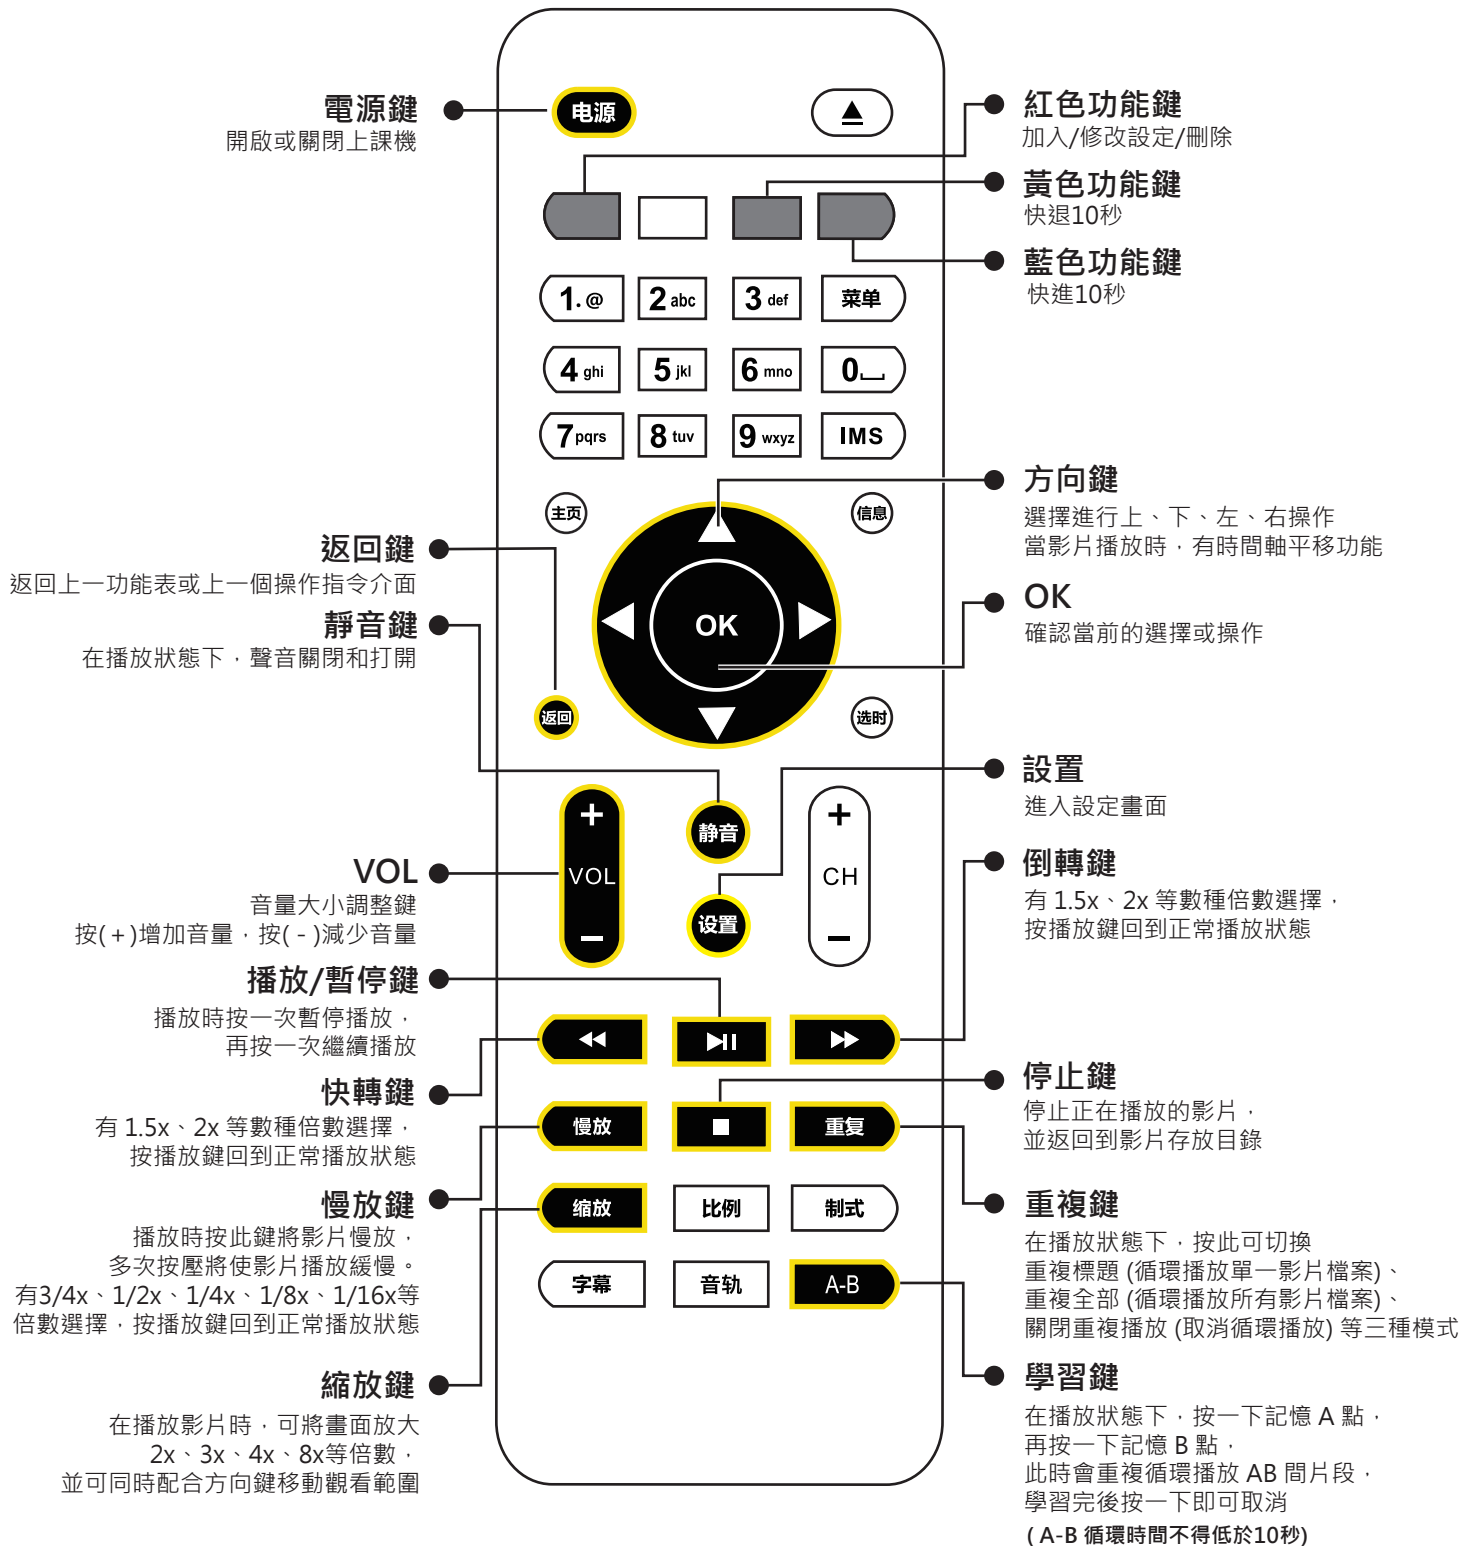 電源鍵
開啟或關閉上課機
返回鍵
返回上一功能表或上一個操作指令介面
靜音鍵
在播放狀態下，聲音關閉和打開
VOL
音量大小調整鍵
按(+)增加音量，按( - )減少音量
播放/暫停鍵
播放時按一次暫停播放，
再按一次繼續播放
快轉鍵
有 1.5x、2x 等數種倍數選擇，
按播放鍵回到正常播放狀態
慢放鍵
播放時按此鍵將影片慢放，
多次按壓將使影片播放緩慢。
有3/4x、1/2x、1/4x、1/8x、1/16x等
倍數選擇，按播放鍵回到正常播放狀態
縮放鍵
在播放影片時，可將畫面放大
2x、3x、4x、8x等倍數，
並可同時配合方向鍵移動觀看範圍
电源
1.@ 2 abc 3 def 菜单
4 ghi 5 jkl 6 mno 0
7 pqrs 8 tuv 9 wxyz IMS
主页 信息
OK
返回 选时
+ 静音 +
VOL CH
- 设置 -
慢放 重复
缩放 比例 制式
字幕 音轨 A-B
紅色功能鍵
加入/修改設定/刪除
黃色功能鍵
快退10秒
藍色功能鍵
快進10秒
方向鍵
選擇進行上、下、左、右操作
當影片播放時，有時間軸平移功能
OK
確認當前的選擇或操作
設置
進入設定畫面
倒轉鍵
有 1.5x、2x 等數種倍數選擇，
按播放鍵回到正常播放狀態
停止鍵
停止正在播放的影片，
並返回到影片存放目錄
重複鍵
在播放狀態下，按此可切換
重複標題 (循環播放單一影片檔案)、
重複全部 (循環播放所有影片檔案)、
關閉重複播放 (取消循環播放) 等三種模式
學習鍵
在播放狀態下，按一下記憶 A 點，
再按一下記憶 B 點，
此時會重複循環播放 AB 間片段，
學習完後按一下即可取消
( A-B 循環時間不得低於10秒)